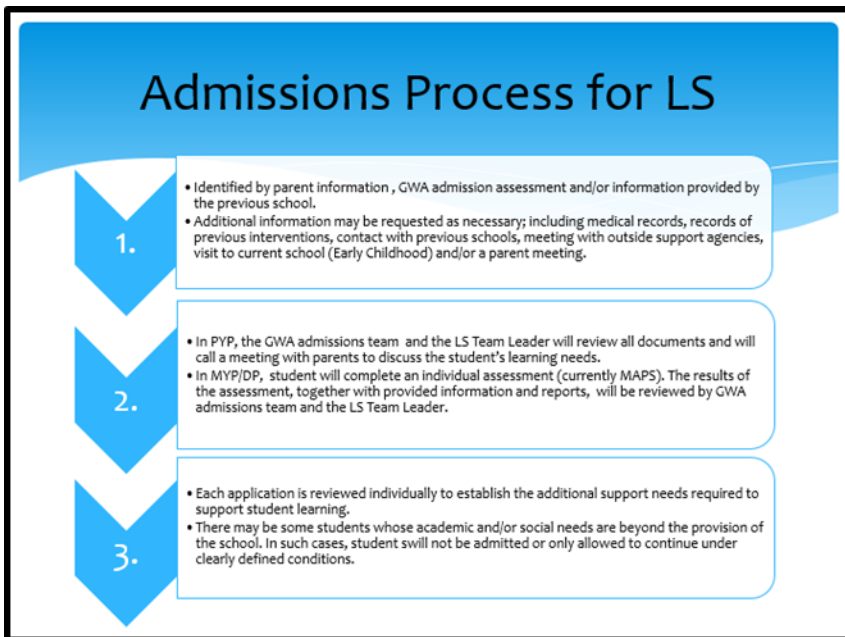 Admissions Process for LS
1.
• Identified by parent information , GWA admission assessment and/or information provided by
the previous school.
• Additional information may be requested as necessary; including medical records, records of
previous interventions, contact with previous schools, meeting with outside support agencies,
visit to current school (Early Childhood) and/or a parent meeting.
2.
• In PYP, the GWA admissions team and the LS Team Leader will review all documents and will
call a meeting with parents to discuss the student's learning needs.
• In MYP/DP, student will complete an individual assessment (currently MAPS). The results of
the assessment, together with provided information and reports, will be reviewed by GWA
admissions team and the LS Team Leader.
3.
• Each application is reviewed individually to establish the additional support needs required to
support student learning.
• There may be some students whose academic and/or social needs are beyond the provision of
the school. In such cases, student swill not be admitted or only allowed to continue under
clearly defined conditions.